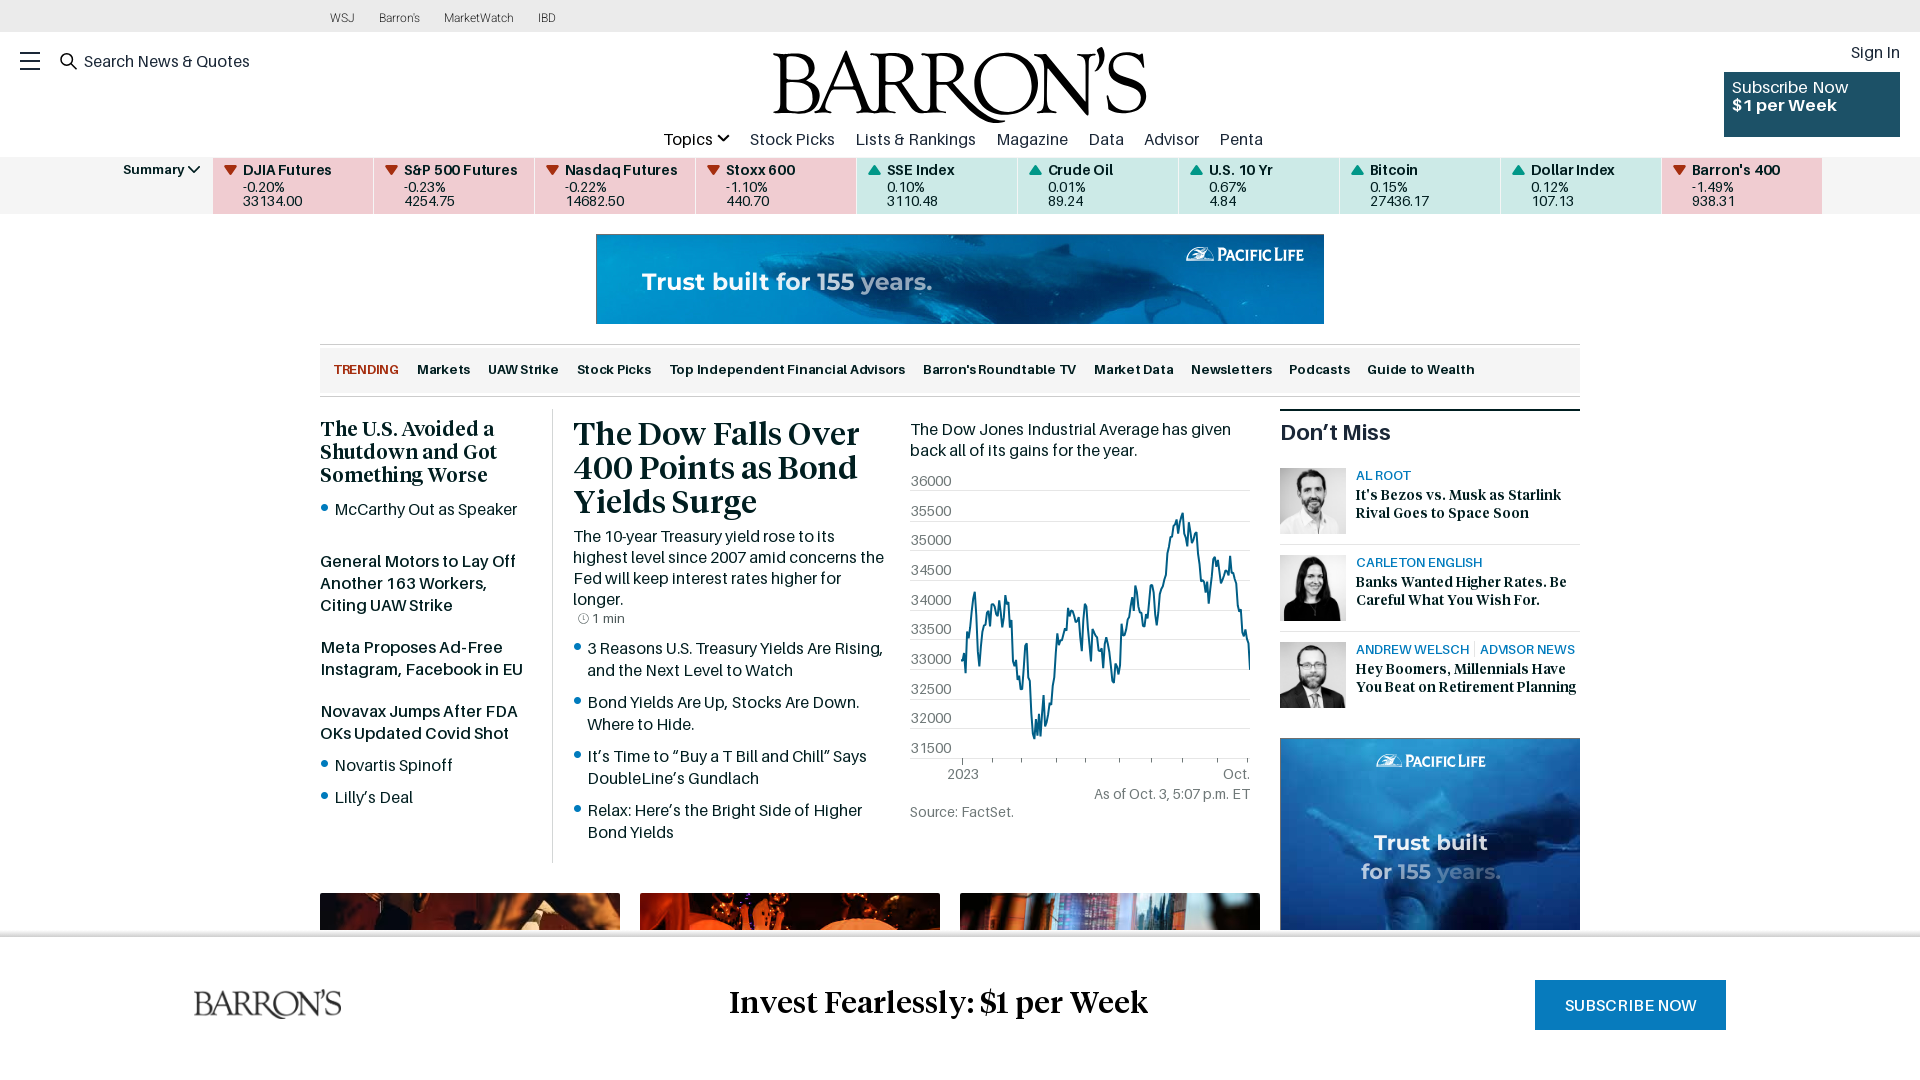 WSJ Barron's MarketWatch IBD
Search News & Quotes
BARRON'S
Sign In
Subscribe Now
$1 per Week
Topics Stock Picks Lists & Rankings Magazine Data Advisor Penta
Summary
DJIA Futures
-0.20%
33134.00
S&P 500 Futures
-0.23%
4254.75
Nasdaq Futures
-0.22%
14682.50
Stoxx 600
-1.10%
440.70
SSE Index
0.10%
3110.48
Crude Oil
0.01%
89.24
U.S. 10 Yr
0.67%
4.84
Bitcoin
0.15%
27436.17
Dollar Index
0.12%
107.13
Barron's 400
-1.49%
938.31
PACIFIC LIFE
Trust built for 155 years.
TRENDING Markets UAW Strike Stock Picks Top Independent Financial Advisors Barron's Roundtable TV Market Data Newsletters Podcasts Guide to Wealth
The U.S. Avoided a
Shutdown and Got
Something Worse
McCarthy Out as Speaker
General Motors to Lay Off
Another 163 Workers,
Citing UAW Strike
Meta Proposes Ad-Free
Instagram, Facebook in EU
Novavax Jumps After FDA
OKs Updated Covid Shot
Novartis Spinoff
Lilly’s Deal
The Dow Falls Over
400 Points as Bond
Yields Surge
The 10-year Treasury yield rose to its
highest level since 2007 amid concerns the
Fed will keep interest rates higher for
longer.
1 min
3 Reasons U.S. Treasury Yields Are Rising,
and the Next Level to Watch
Bond Yields Are Up, Stocks Are Down.
Where to Hide.
It’s Time to “Buy a T Bill and Chill” Says
DoubleLine’s Gundlach
Relax: Here’s the Bright Side of Higher
Bond Yields
The Dow Jones Industrial Average has given
back all of its gains for the year.
36000
35500
35000
34500
34000
33500
33000
32500
32000
31500
2023 Oct.
As of Oct. 3, 5:07 p.m. ET
Source: FactSet.
Don’t Miss
AL ROOT
It's Bezos vs. Musk as Starlink
Rival Goes to Space Soon
CARLETON ENGLISH
Banks Wanted Higher Rates. Be
Careful What You Wish For.
ANDREW WELSCH ADVISOR NEWS
Hey Boomers, Millennials Have
You Beat on Retirement Planning
PACIFIC LIFE
Trust built
for 155 years.
BARRON'S
Invest Fearlessly: $1 per Week
SUBSCRIBE NOW